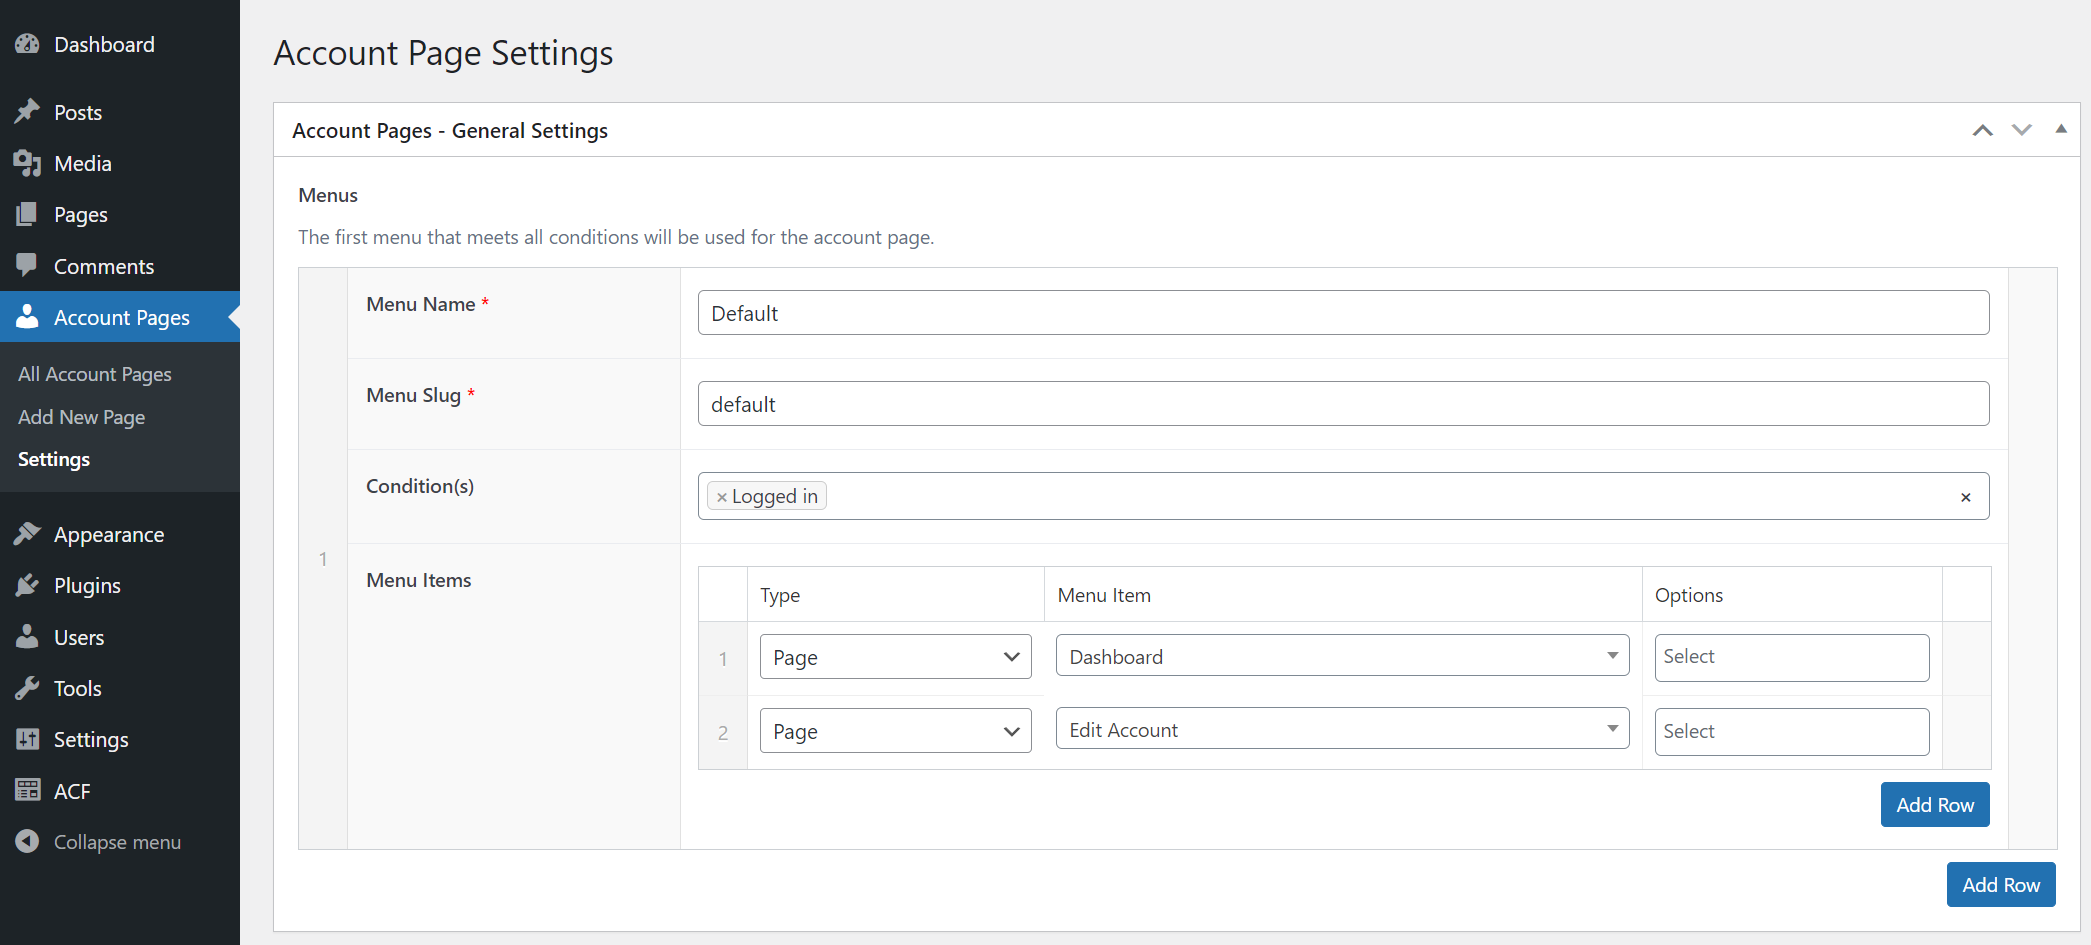 Dashboard
Posts
Media
Pages
Comments
Account Pages
All Account Pages
Add New Page
Settings
Appearance
Plugins
Users
Tools
Settings
ACF
Collapse menu
Account Page Settings
Account Pages - General Settings
Menus
The first menu that meets all conditions will be used for the account page.
1
Menu Name *
Default
Menu Slug *
default
Condition(s)
× Logged in ×
Menu Items
Type Menu Item Options
1 Page Dashboard Select
2 Page Edit Account Select
Add Row
Add Row